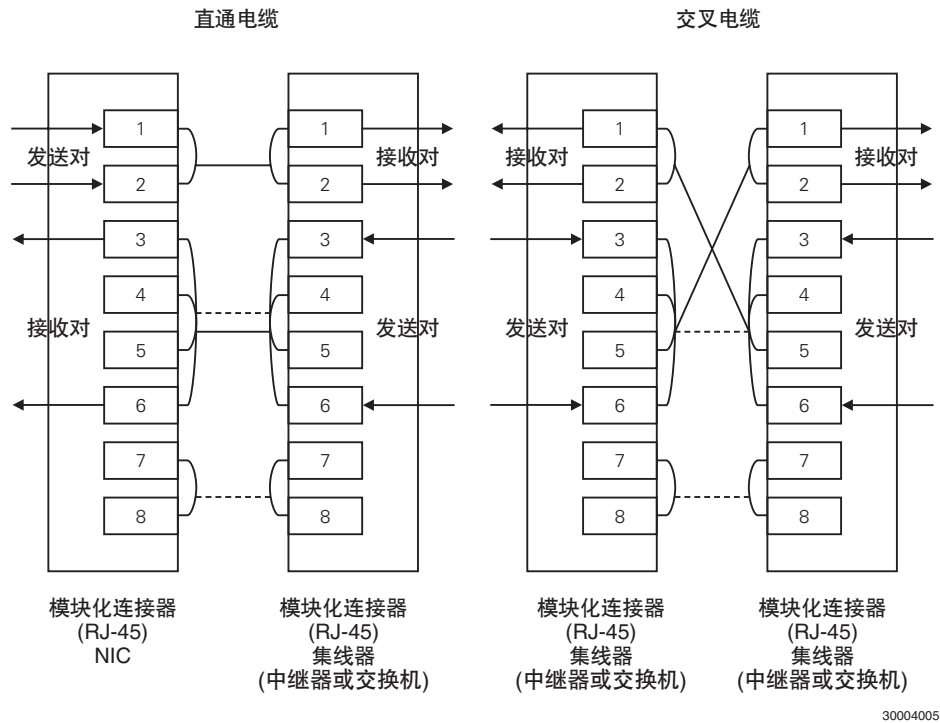 直通电缆
交叉电缆
1
2
3
4
5
6
7
8
发送对
接收对
1
2
3
4
5
6
7
8
接收对
发送对
1
2
3
4
5
6
7
8
接收对
发送对
1
2
3
4
5
6
7
8
接收对
发送对
模块化连接器
(RJ-45)
NIC
模块化连接器
(RJ-45)
集线器
(中继器或交换机)
模块化连接器
(RJ-45)
集线器
(中继器或交换机)
模块化连接器
(RJ-45)
集线器
(中继器或交换机)
30004005